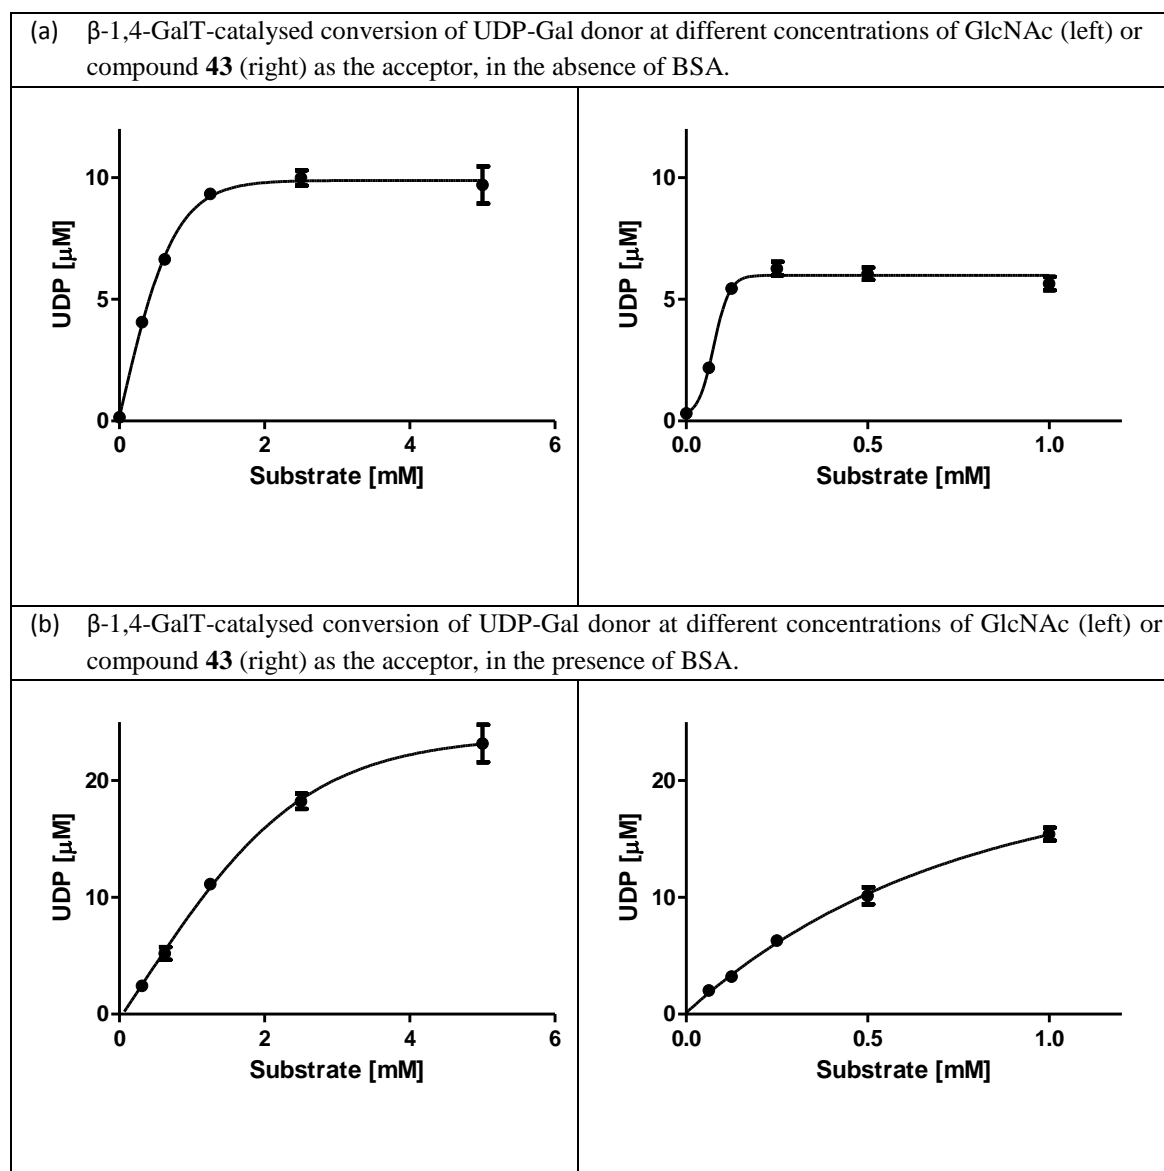 (a) β-1,4-GalT-catalysed conversion of UDP-Gal donor at different concentrations of GlcNAc (left) or
compound 43 (right) as the acceptor, in the absence of BSA.
10
5
0
UDP [µM]
0 2 4 6
Substrate [mM]
10
5
0
UDP [µM]
0.0 0.5 1.0
Substrate [mM]
(b) β-1,4-GalT-catalysed conversion of UDP-Gal donor at different concentrations of GlcNAc (left) or
compound 43 (right) as the acceptor, in the presence of BSA.
20
10
0
UDP [µM]
0 2 4 6
Substrate [mM]
20
10
0
UDP [µM]
0.0 0.5 1.0
Substrate [mM]